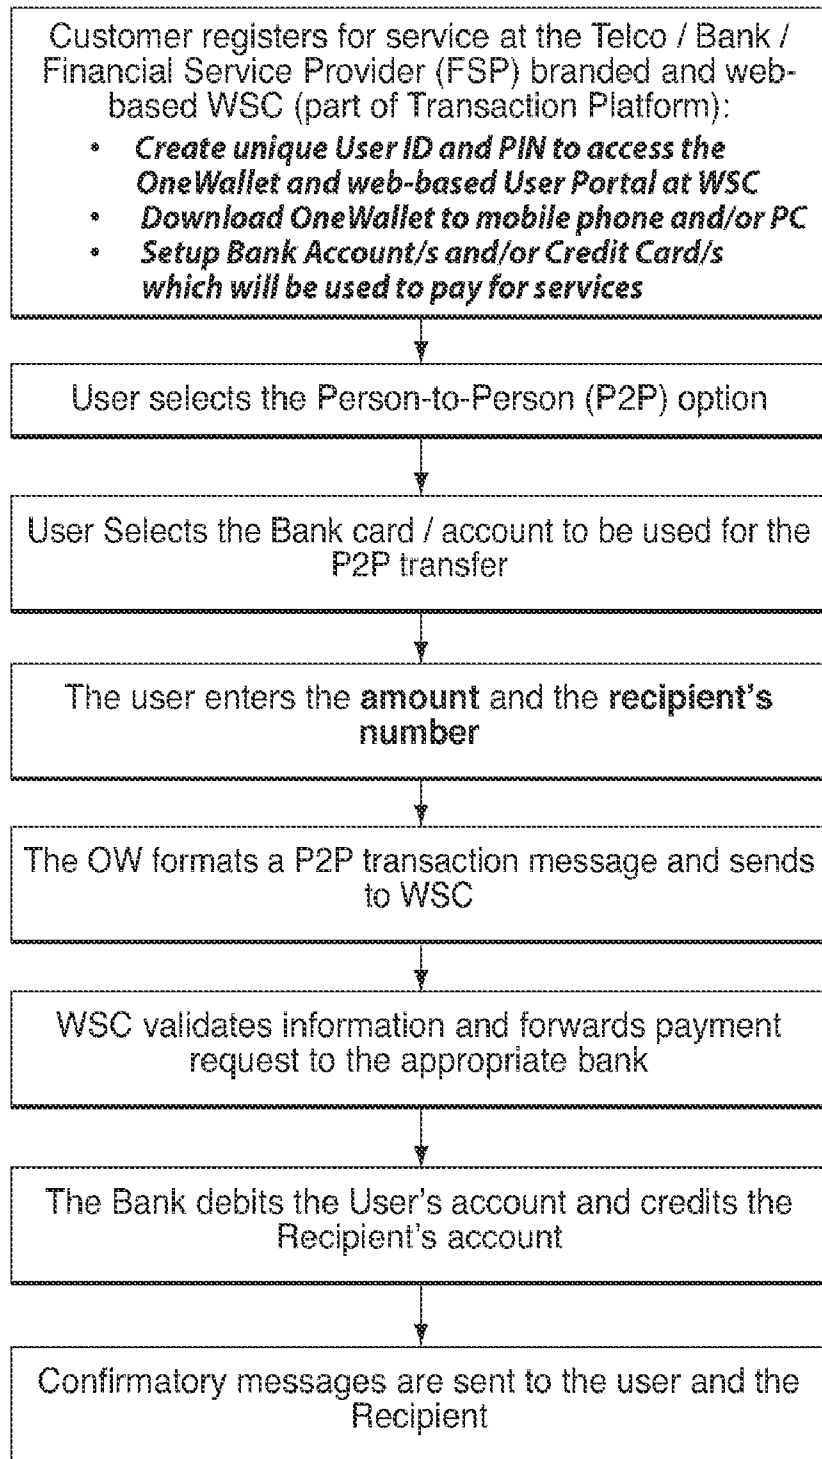 Customer registers for service at the Telco / Bank /
Financial Service Provider (FSP) branded and web-
based WSC (part of Transaction Platform):
• Create unique User ID and PIN to access the
OneWallet and web-based User Portal at WSC
• Download OneWallet to mobile phone and/or PC
• Setup Bank Account/s and/or Credit Card/s
which will be used to pay for services
User selects the Person-to-Person (P2P) option
User Selects the Bank card / account to be used for the
P2P transfer
The user enters the amount and the recipient's
number
The OW formats a P2P transaction message and sends
to WSC
WSC validates information and forwards payment
request to the appropriate bank
The Bank debits the User's account and credits the
Recipient's account
Confirmatory messages are sent to the user and the
Recipient